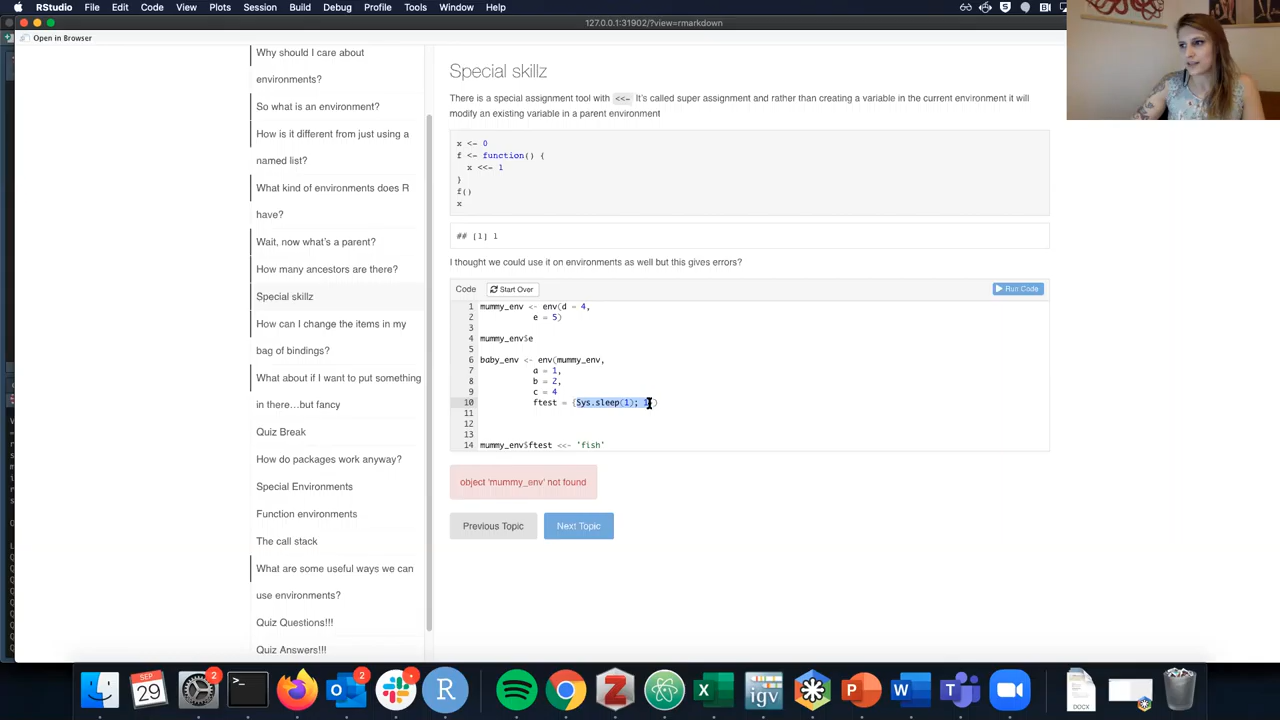 RStudio File Edit Code View Plots Session Build Debug Profile Tools Window Help
127.0.0.1:31902/?view=rmarkdown
Open in Browser
Why should I care about
environments?
So what is an environment?
How is it different from just using a
named list?
What kind of environments does R
have?
Wait, now what's a parent?
How many ancestors are there?
Special skillz
How can I change the items in my
bag of bindings?
What about if I want to put something
in there...but fancy
Quiz Break
How do packages work anyway?
Special Environments
Function environments
The call stack
What are some useful ways we can
use environments?
Quiz Questions!!!
Quiz Answers!!!
Special skillz
There is a special assignment tool with <<- It's called super assignment and rather than creating a variable in the current environment it will
modify an existing variable in a parent environment
x <- 0
f <- function() {
x <<- 1
}
f()
x
## [1] 1
I thought we could use it on environments as well but this gives errors?
Code Start Over Run Code
1 mummy_env <- env(d = 4,
2 e = 5)
3
4 mummy_env$e
5
6 baby_env <- env(mummy_env,
7 a = 1,
8 b = 2,
9 c = 4
10 ftest = {Sys.sleep(1); 1})
11
12
13
14 mummy_env$ftest <<- 'fish'
object 'mummy_env' not found
Previous Topic Next Topic
SEP
29
2
2
R
X
igv
P
W
T
DOCX